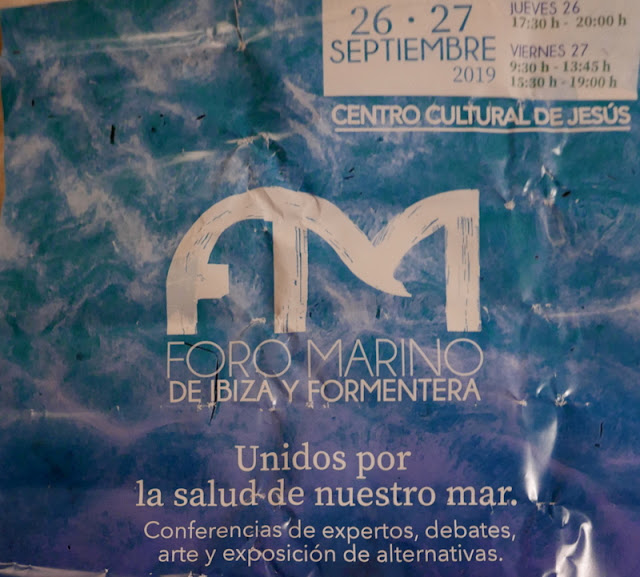 26 · 27
SEPTIEMBRE
2019
JUEVES 26
17:30 h - 20:00 h
VIERNES 27
9:30 h - 13:45 h
15:30 h - 19:00 h
CENTRO CULTURAL DE JESÚS
FM
FORO MARINO
DE IBIZA Y FORMENTERA
Unidos por
la salud de nuestro mar.
Conferencias de expertos, debates,
arte y exposición de alternativas.